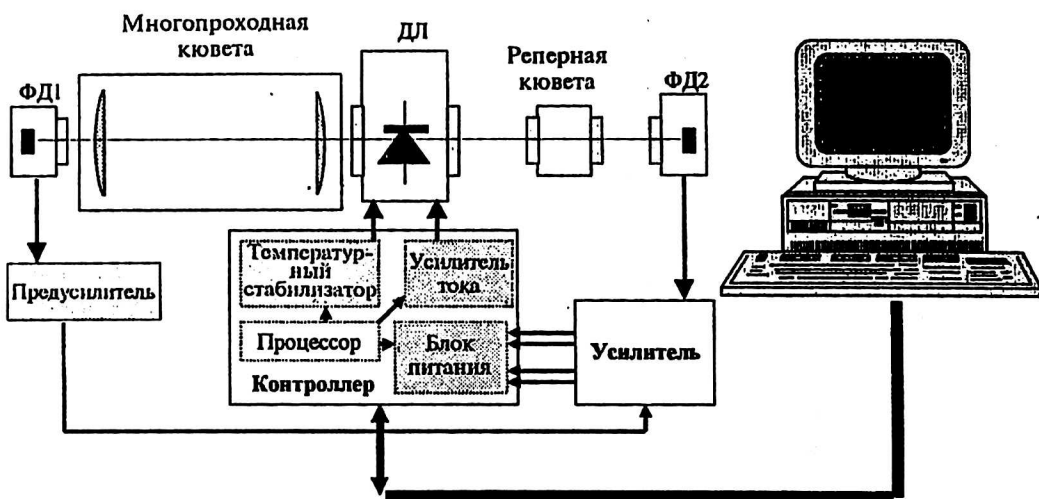 Многопроходная
кювета
ДЛ
Реперная
кювета
ФД1
ФД2
Температур-
ный
стабилизатор
Усилитель
тока
Предусилитель
Процессор
Блок
питания
Контроллер
Усилитель